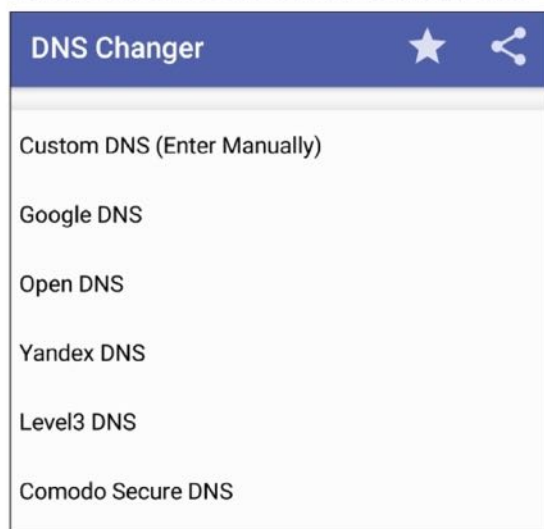 DNS Changer
Custom DNS (Enter Manually)
Google DNS
Open DNS
Yandex DNS
Level3 DNS
Comodo Secure DNS